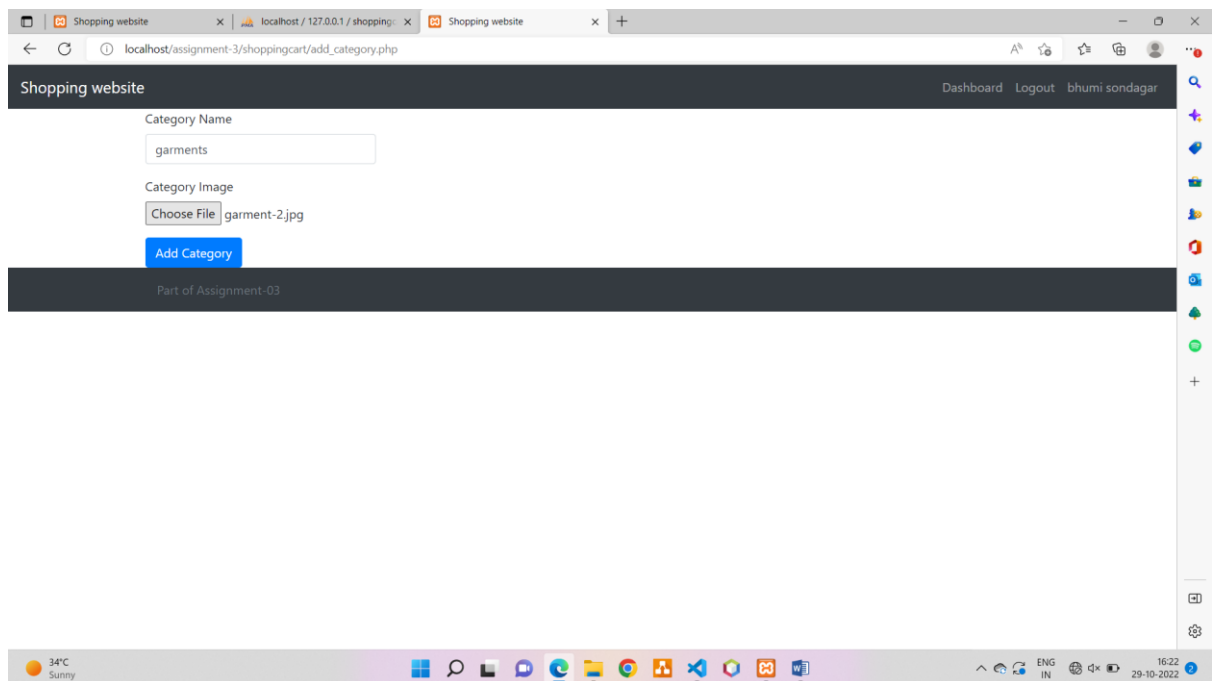 Shopping website
localhost / 127.0.0.1 / shoppingc
Shopping website
localhost/assignment-3/shoppingcart/add_category.php
Shopping website
Dashboard Logout bhumi sondagar
Category Name
garments
Category Image
Choose File garment-2.jpg
Add Category
Part of Assignment-03
34°C
Sunny
ENG
IN
16:22
29-10-2022
2